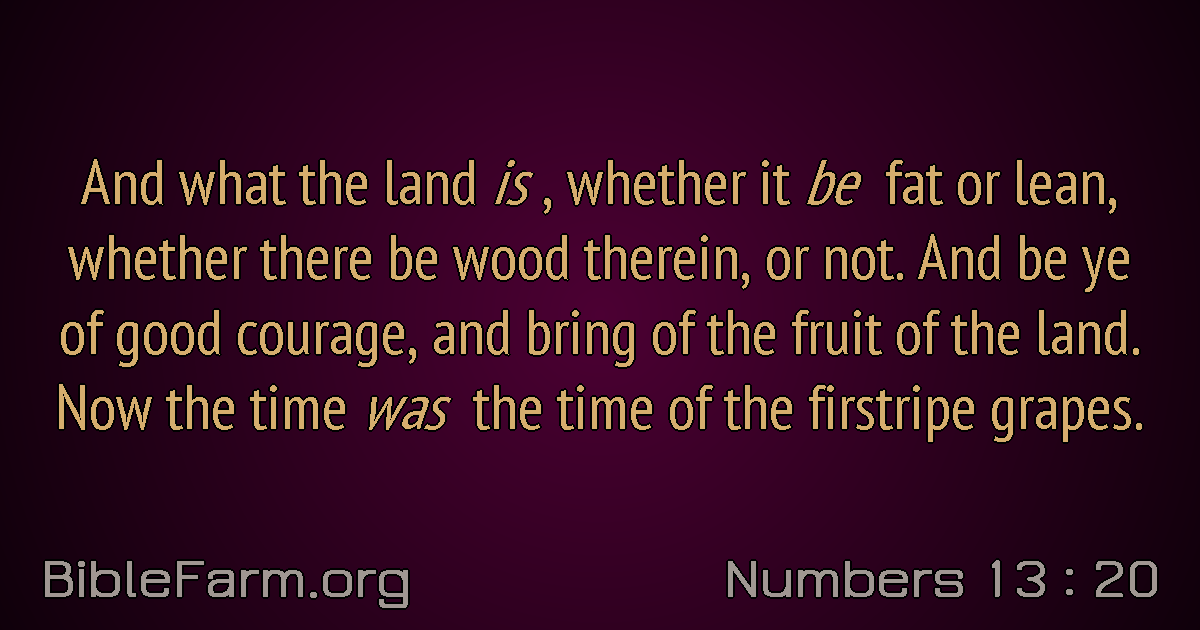 And what the land is , whether it be fat or lean,
whether there be wood therein, or not. And be ye
of good courage, and bring of the fruit of the land.
Now the time was the time of the firstripe grapes.
BibleFarm.org
Numbers 13 : 20